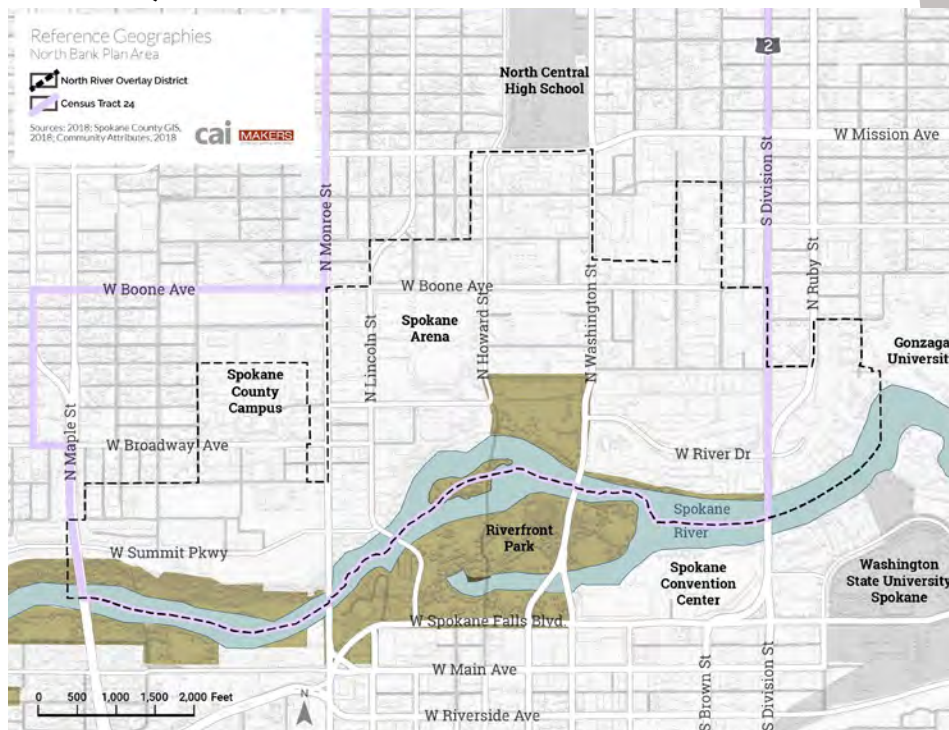 Reference Geographies
North Bank Plan Area
North River Overlay District
Census Tract 24
Sources: 2018; Spokane County GIS,
2018; Community Attributes, 2018
cai
MAKERS
North Central
High School
2
W Mission Ave
N Monroe St
S Division St
N Ruby St
W Boone Ave
W Boone Ave
N Lincoln St
Spokane
Arena
N Howard St
N Washington St
Gonzaga
Universit
Spokane
County
Campus
N Maple St
W Broadway Ave
W River Dr
Spokane
River
Riverfront
Park
W Summit Pkwy
Spokane
Convention
Center
Washington
State University
Spokane
W Spokane Falls Blvd.
W Main Ave
S Brown St
S Division St
0 500 1,000 1,500 2,000 Feet
N
W Riverside Ave